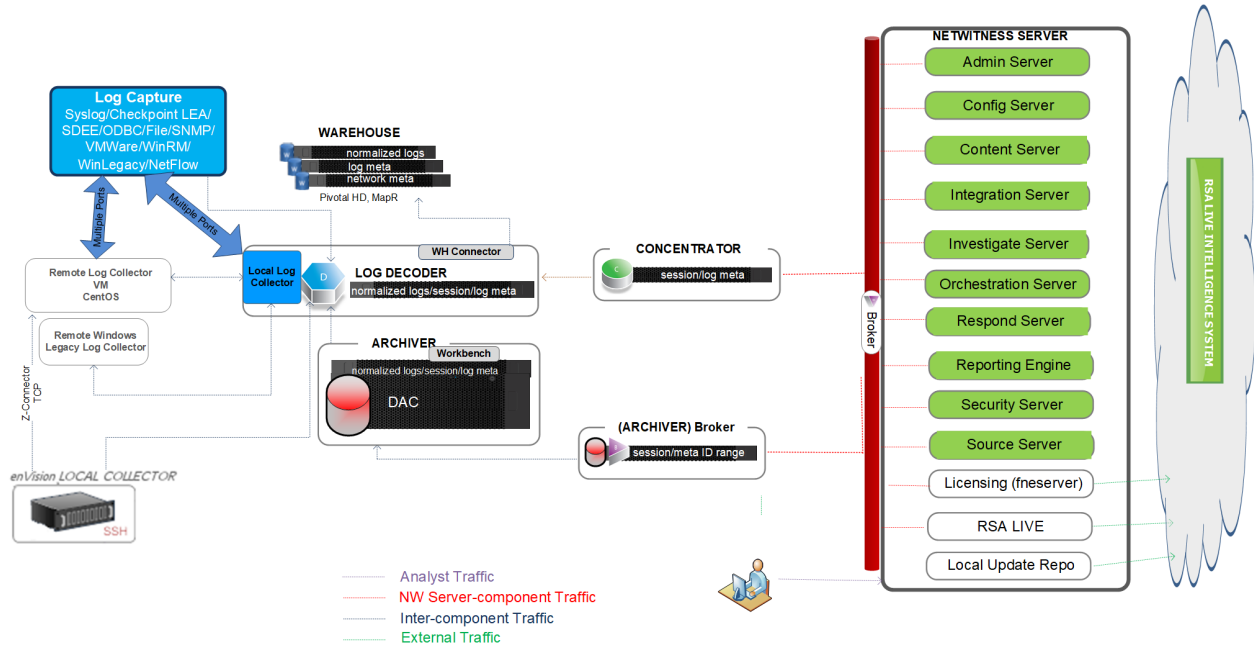 NETWITNESS SERVER
Admin Server
Config Server
Content Server
Integration Server
Investigate Server
Orchestration Server
Respond Server
Reporting Engine
Security Server
Source Server
Licensing (fneserver)
RSA LIVE
Local Update Repo
RSA LIVE INTELLIGENCE SYSTEM
Broker
Log Capture
Syslog/Checkpoint LEA/
SDEE/ODBC/File/SNMP/
VMWare/WinRM/
WinLegacy/NetFlow
Multiple Ports
Multiple Ports
WAREHOUSE
normalized logs
log meta
network meta
W
W
W
Pivotal HD, MapR
WH Connector
Local Log
Collector
D
LOG DECODER
normalized logs/session/log meta
CONCENTRATOR
C
session/log meta
Remote Log Collector
VM
CentOS
Remote Windows
Legacy Log Collector
Z-Connector
TCP
ARCHIVER
Workbench
normalized logs/session/log meta
DAC
(ARCHIVER) Broker
session/meta ID range
enVision LOCAL COLLECTOR
SSH
Analyst Traffic
NW Server-component Traffic
Inter-component Traffic
External Traffic